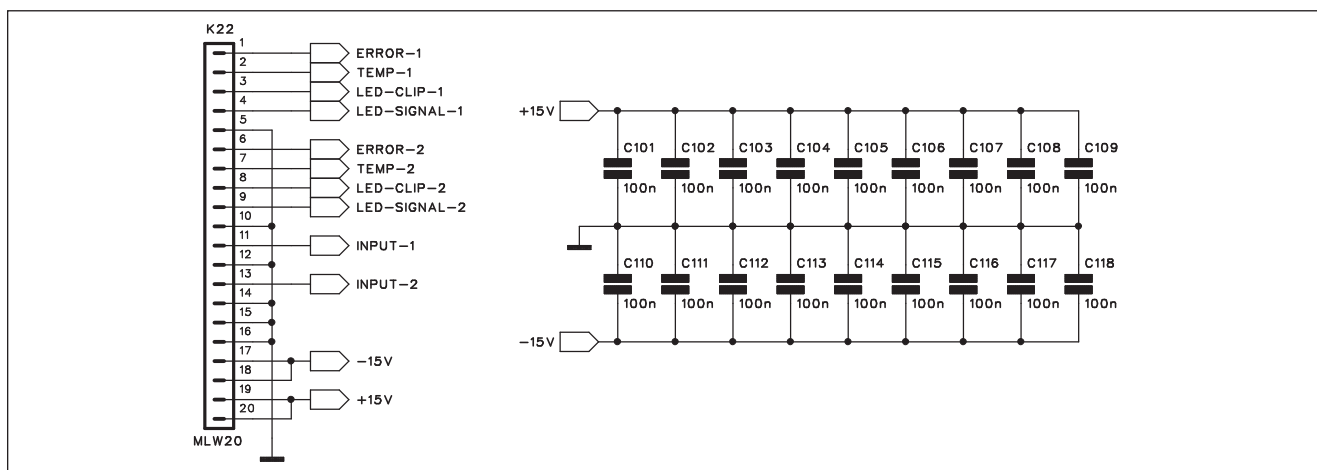 K22
1
ERROR-1
2
TEMP-1
3
LED-CLIP-1
4
LED-SIGNAL-1
5
6
ERROR-2
7
TEMP-2
8
LED-CLIP-2
9
LED-SIGNAL-2
10
11
INPUT-1
12
13
INPUT-2
14
15
16
17
-15V
18
19
+15V
20
MLW20
+15V
C101 C102 C103 C104 C105 C106 C107 C108 C109
100n 100n 100n 100n 100n 100n 100n 100n 100n
C110 C111 C112 C113 C114 C115 C116 C117 C118
100n 100n 100n 100n 100n 100n 100n 100n 100n
-15V